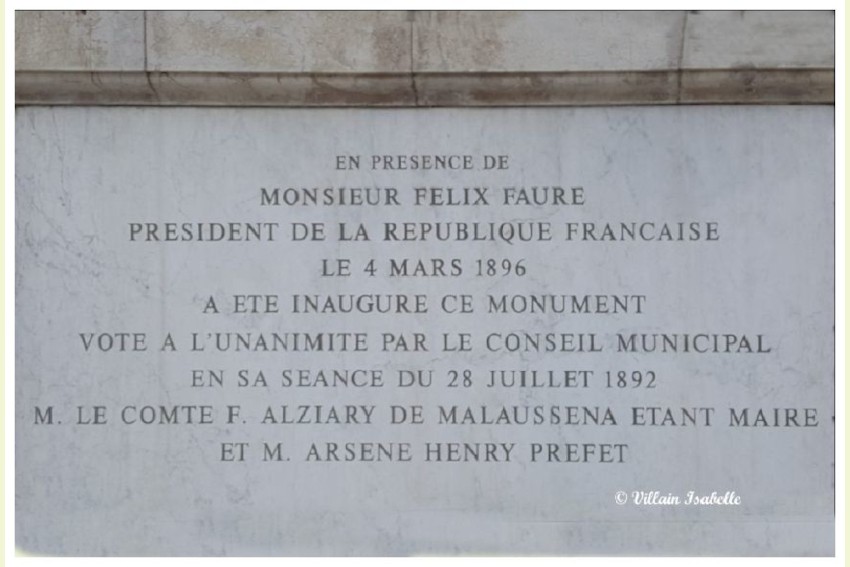 EN PRESENCE DE
MONSIEUR FELIX FAURE
PRESIDENT DE LA REPUBLIQUE FRANCAISE
LE 4 MARS 1896
A ETE INAUGURE CE MONUMENT
VOTE A L'UNANIMITE PAR LE CONSEIL MUNICIPAL
EN SA SEANCE DU 28 JUILLET 1892
M. LE COMTE F. ALZIARY DE MALAUSSENA ETANT MAIRE
ET M. ARSENE HENRY PREFET
© Villain Isabelle